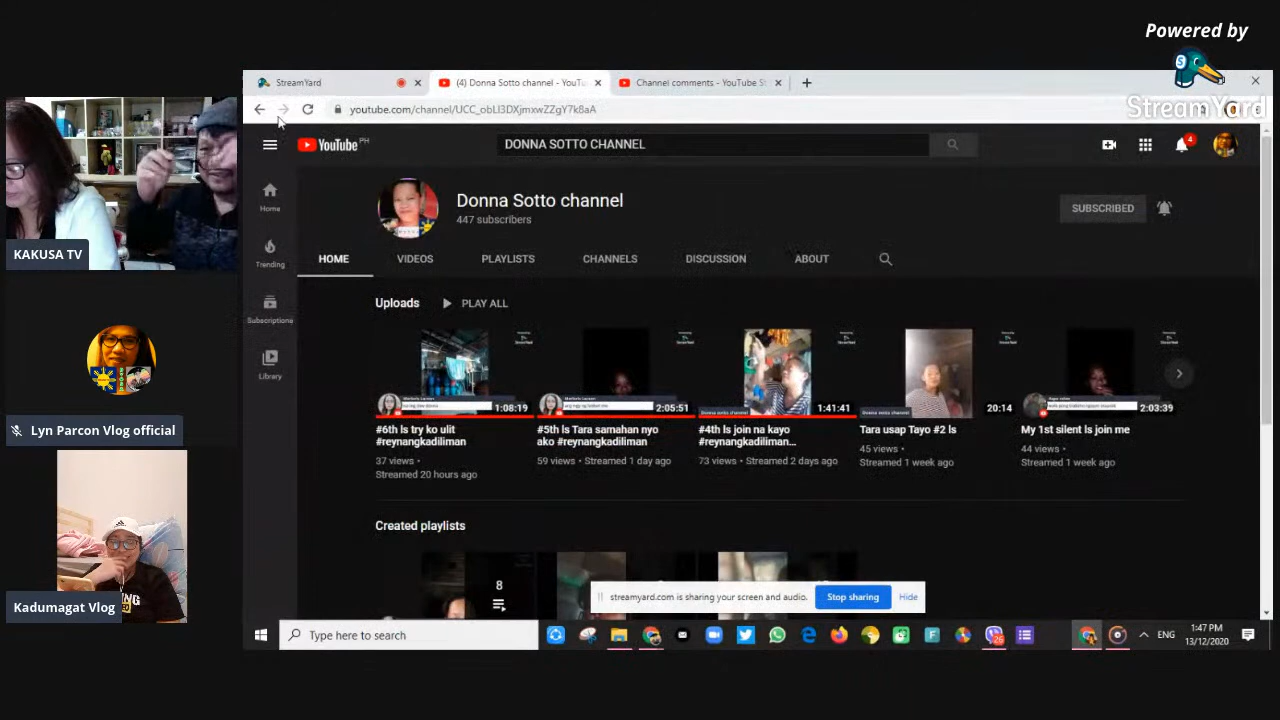 Powered by
StreamYard
StreamYard
(4) Donna Sotto channel - YouTu
Channel comments - YouTube S
youtube.com/channel/UCC_obLl3DXjmxwZZgY7k8aA
YouTube PH
DONNA SOTTO CHANNEL
4
Home
Trending
Subscriptions
Library
Donna Sotto channel
447 subscribers
SUBSCRIBED
HOME
VIDEOS
PLAYLISTS
CHANNELS
DISCUSSION
ABOUT
Uploads
PLAY ALL
1:08:19
2:05:51
1:41:41
20:14
2:03:39
#6th ls try ko ulit
#reynangkadiliman
37 views •
Streamed 20 hours ago
#5th ls Tara samahan nyo
ako #reynangkadiliman
59 views • Streamed 1 day ago
#4th ls join na kayo
#reynangkadiliman...
73 views • Streamed 2 days ago
Tara usap Tayo #2 ls
45 views •
Streamed 1 week ago
My 1st silent ls join me
44 views •
Streamed 1 week ago
Created playlists
8
streamyard.com is sharing your screen and audio.
Stop sharing
Hide
Type here to search
ENG
1:47 PM
13/12/2020
KAKUSA TV
Lyn Parcon Vlog official
Kadumagat Vlog